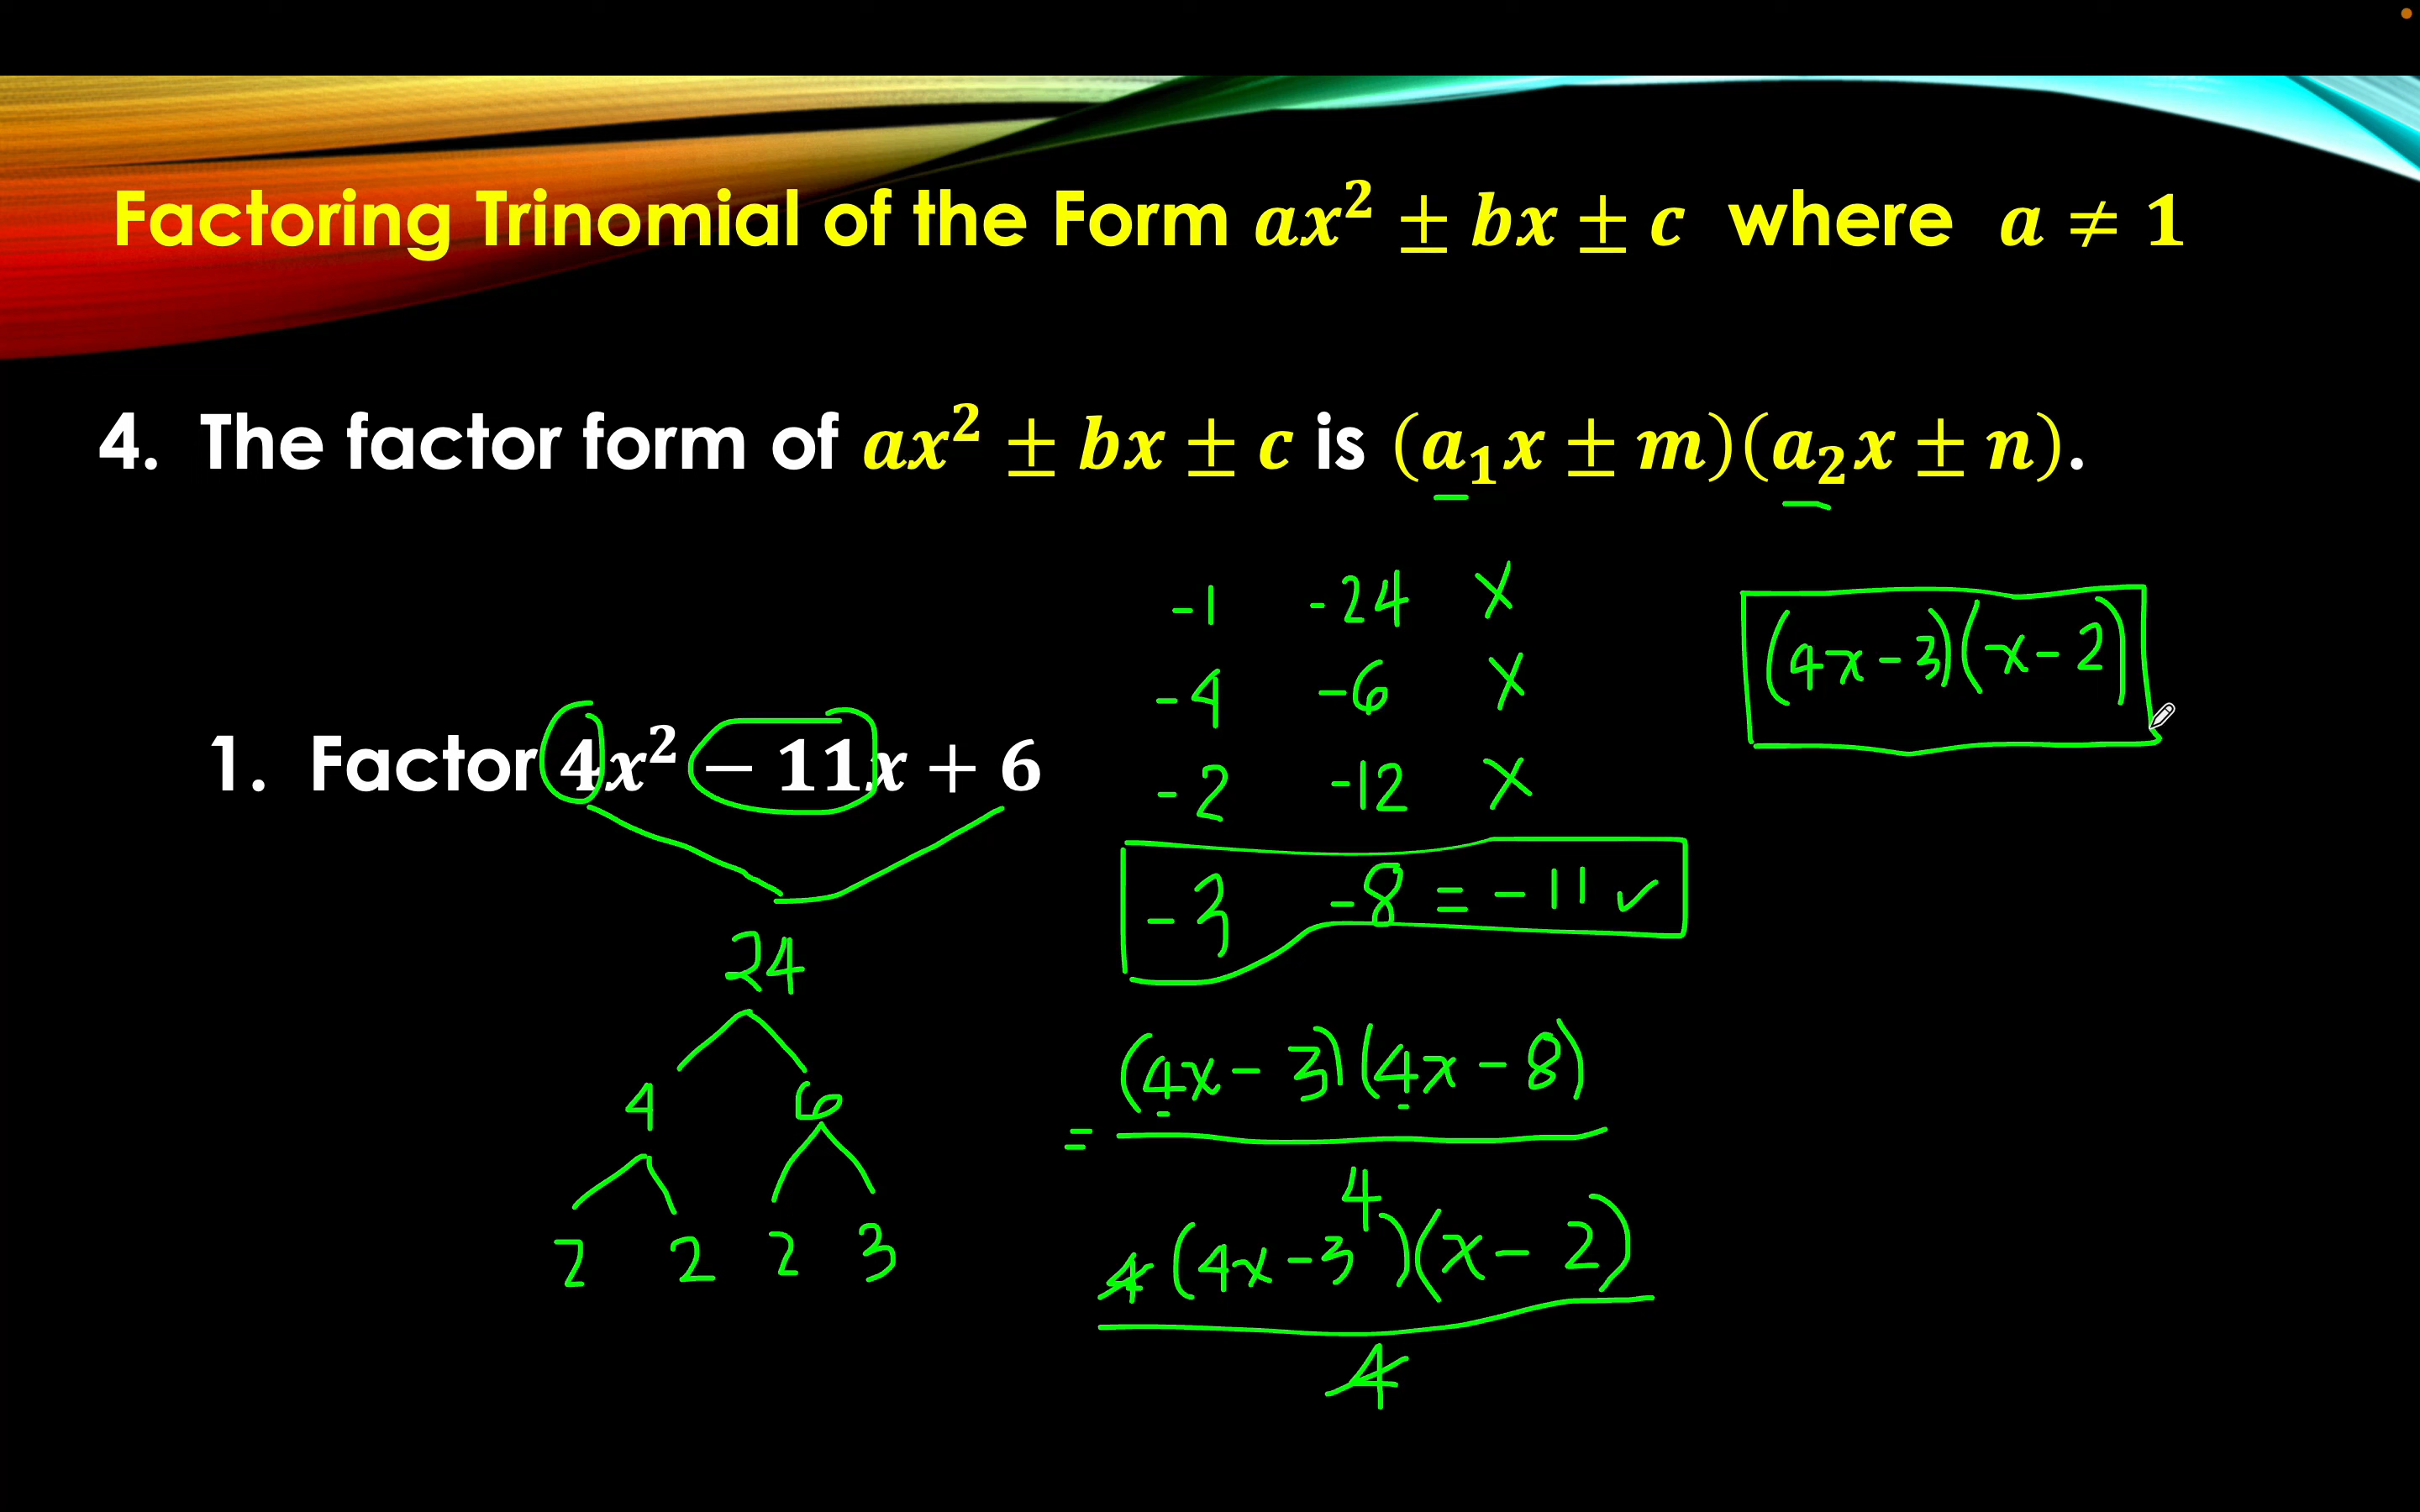 Factoring Trinomial of the Form ax² ± bx ± c where a ≠ 1
4. The factor form of ax² ± bx ± c is (a₁x ± m)(a₂x ± n).
-1 -24 X
-4 -6 X
-2 -12 X
-3 -8 = -11 ✓
(4x-3)(x-2)
1. Factor 4x² − 11x + 6
24
4 6
2 2 2 3
(4x-3)(4x-8)
=
4
4(4x-3)(x-2)
4